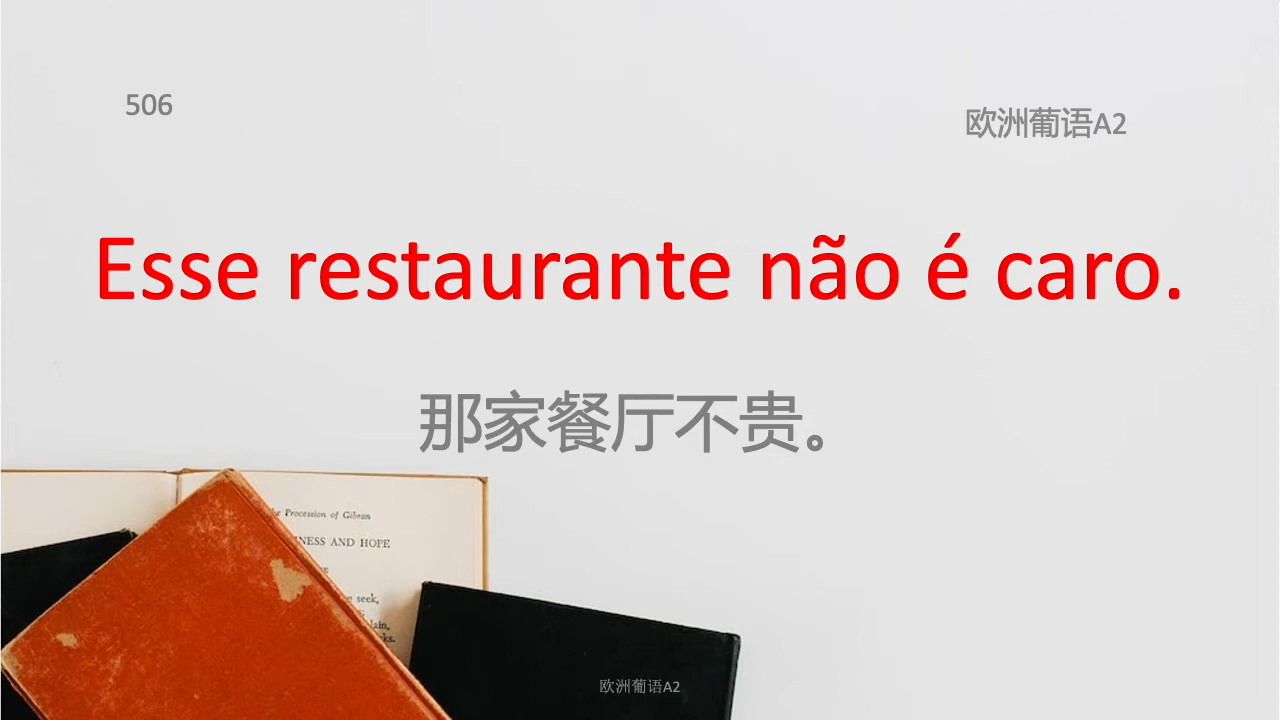 506
欧洲葡语A2
Esse restaurante não é caro.
那家餐厅不贵。
Procession of Gibran
AND HOPE
seek,
欧洲葡语A2